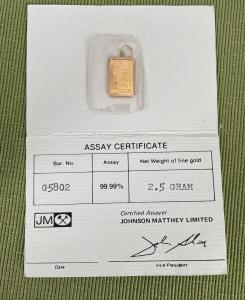 ASSAY CERTIFICATE
Bar. No. Assay Net Weight of fine gold
G5802 99.99% 2.5 GRAM
JM
Certified Assayer
JOHNSON MATTHEY LIMITED
Date Vice President